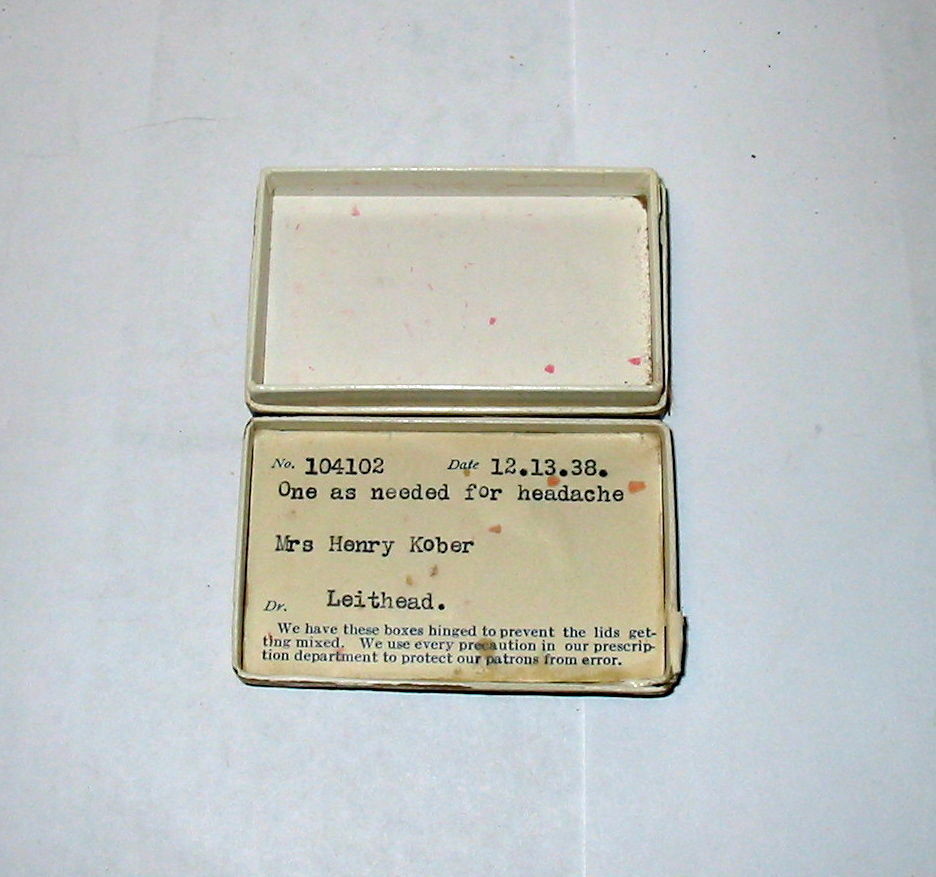 No. 104102 Date 12.13.38.
One as needed for headache
Mrs Henry Kober
Dr. Leithead.
We have these boxes hinged to prevent the lids get-
ting mixed. We use every precaution in our prescrip-
tion department to protect our patrons from error.